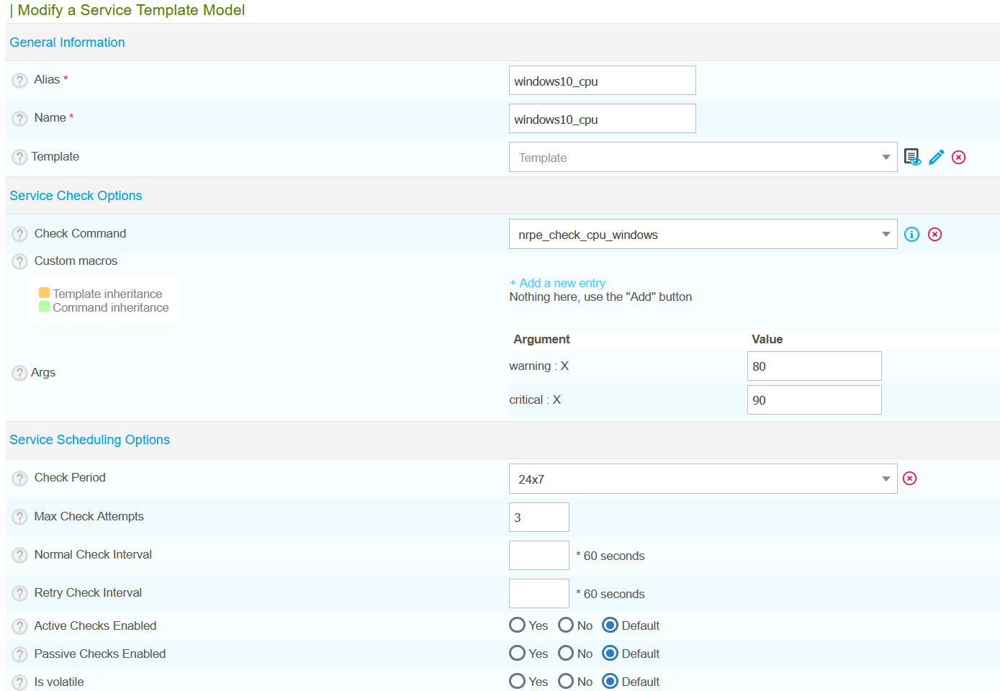 | Modify a Service Template Model
General Information
? Alias *
windows10_cpu
? Name *
windows10_cpu
? Template
Template
Service Check Options
? Check Command
nrpe_check_cpu_windows
? Custom macros
Template inheritance
Command inheritance
+ Add a new entry
Nothing here, use the "Add" button
Argument Value
? Args
warning : X 80
critical : X 90
Service Scheduling Options
? Check Period
24x7
? Max Check Attempts
3
? Normal Check Interval
* 60 seconds
? Retry Check Interval
* 60 seconds
? Active Checks Enabled
Yes No Default
? Passive Checks Enabled
Yes No Default
? Is volatile
Yes No Default